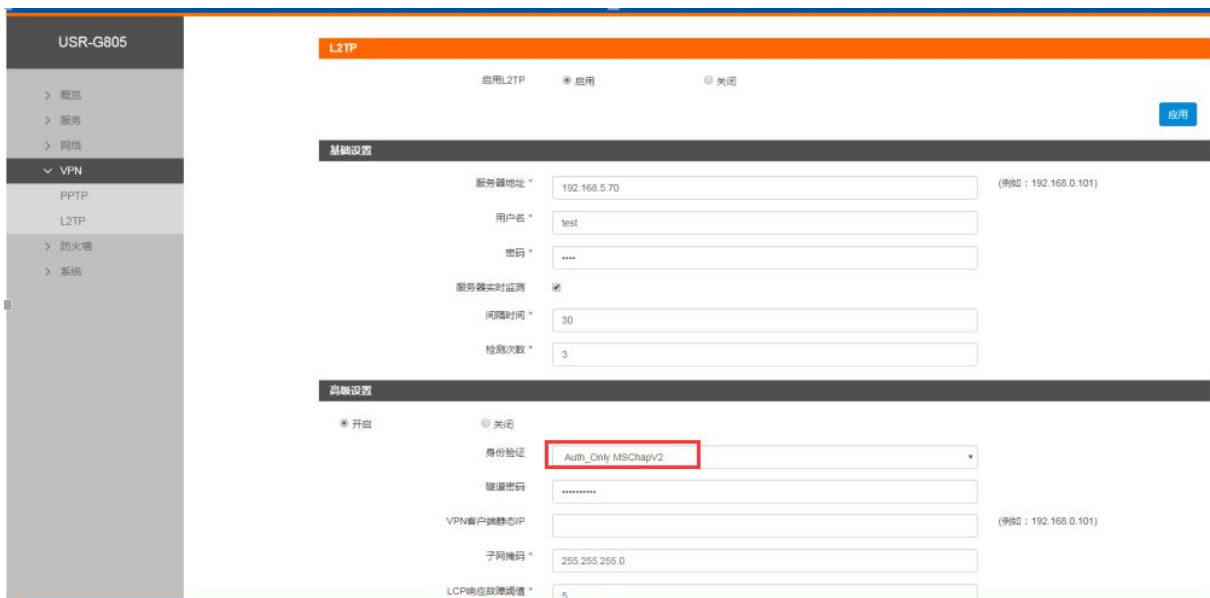 USR-G805
概览
服务
网络
VPN
PPTP
L2TP
防火墙
系统
L2TP
启用L2TP 启用 关闭
应用
基础设置
服务器地址 * 192.168.5.70 (例如：192.168.0.101)
用户名 * test
密码 * ••••
服务器实时监测
间隔时间 * 30
检测次数 * 3
高级设置
开启 关闭
身份验证 Auth_Only MSChapV2
隧道密码 ••••••••••
VPN客户端静态IP (例如：192.168.0.101)
子网掩码 * 255.255.255.0
LCP响应故障阈值 * 5